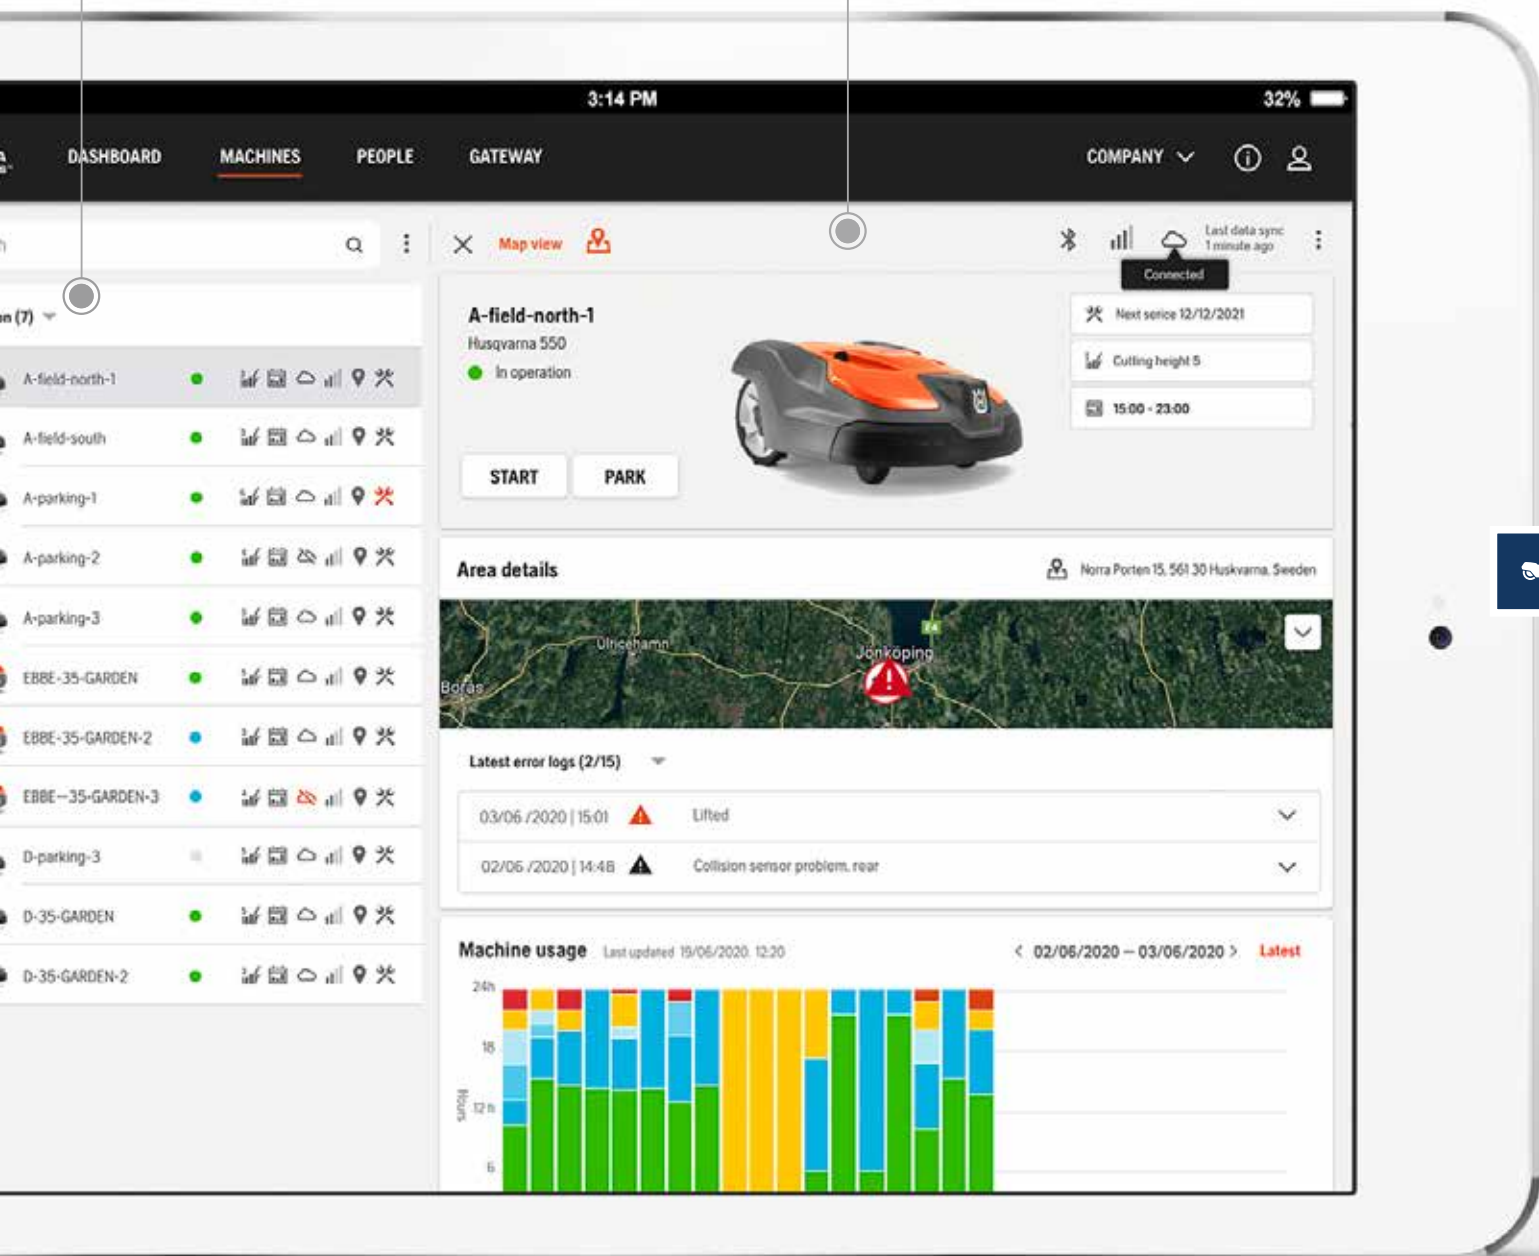 3:14 PM
32%
DASHBOARD
MACHINES
PEOPLE
GATEWAY
COMPANY
Map view
Last data sync
1 minute ago
Connected
(7)
A-field-north-1
Husqvarna 550
In operation
START
PARK
Next serice 12/12/2021
Cutting height 5
15:00 - 23:00
A-field-north-1
A-field-south
A-parking-1
A-parking-2
A-parking-3
EBBE-35-GARDEN
EBBE-35-GARDEN-2
EBBE--35-GARDEN-3
D-parking-3
D-35-GARDEN
D-35-GARDEN-2
Area details
Norra Porten 15, 561 30 Huskvarna, Sweden
Ulricehamn
E4
Jönköping
Borås
Latest error logs (2/15)
03/06 /2020 | 15:01
Lifted
02/06 /2020 | 14:48
Collision sensor problem, rear
Machine usage
Last updated 19/06/2020. 12:20
02/06/2020 – 03/06/2020
Latest
24h
18
12 h
6
Hours